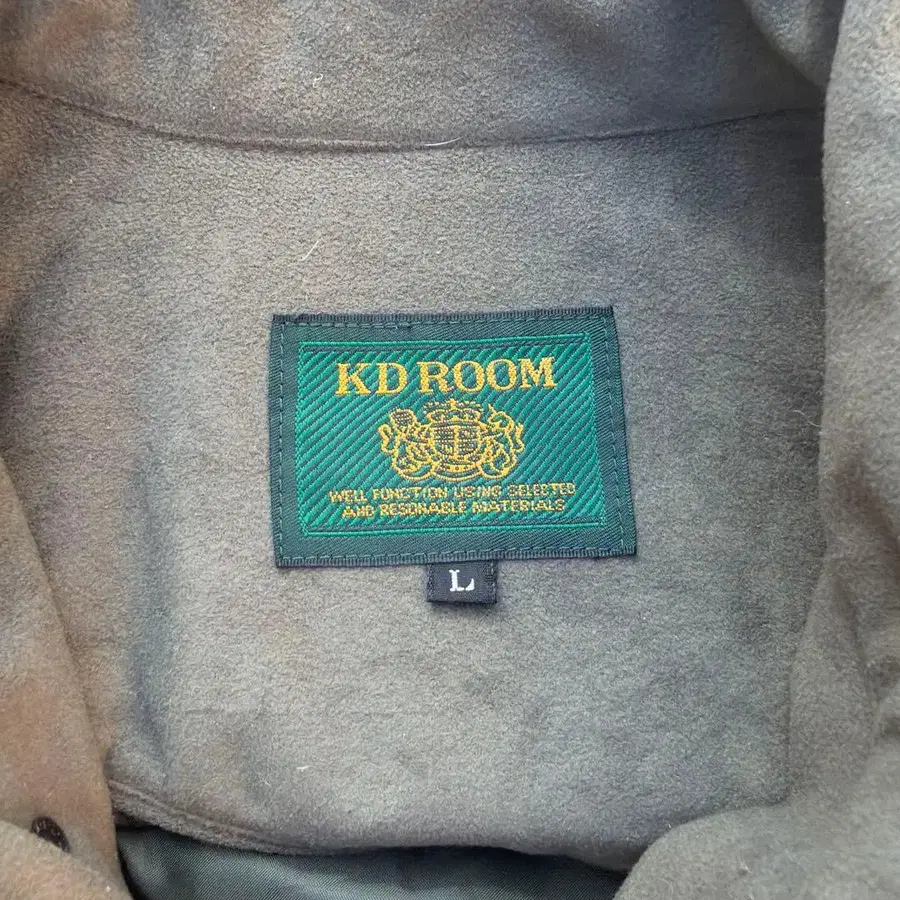 KD ROOM
WELL FUNCTION USING SELECTED
AND RESONABLE MATERIALS
L